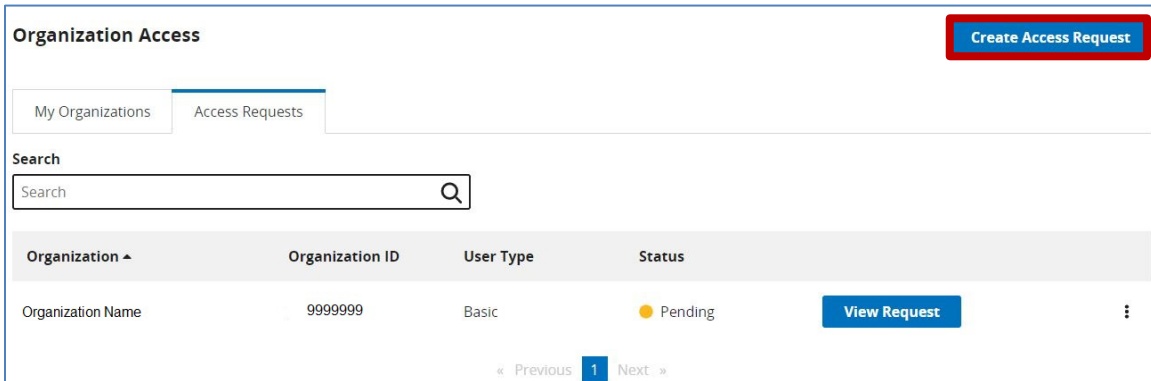 Organization Access
Create Access Request
My Organizations Access Requests
Search
Search
Organization Organization ID User Type Status
Organization Name 9999999 Basic Pending View Request
« Previous 1 Next »